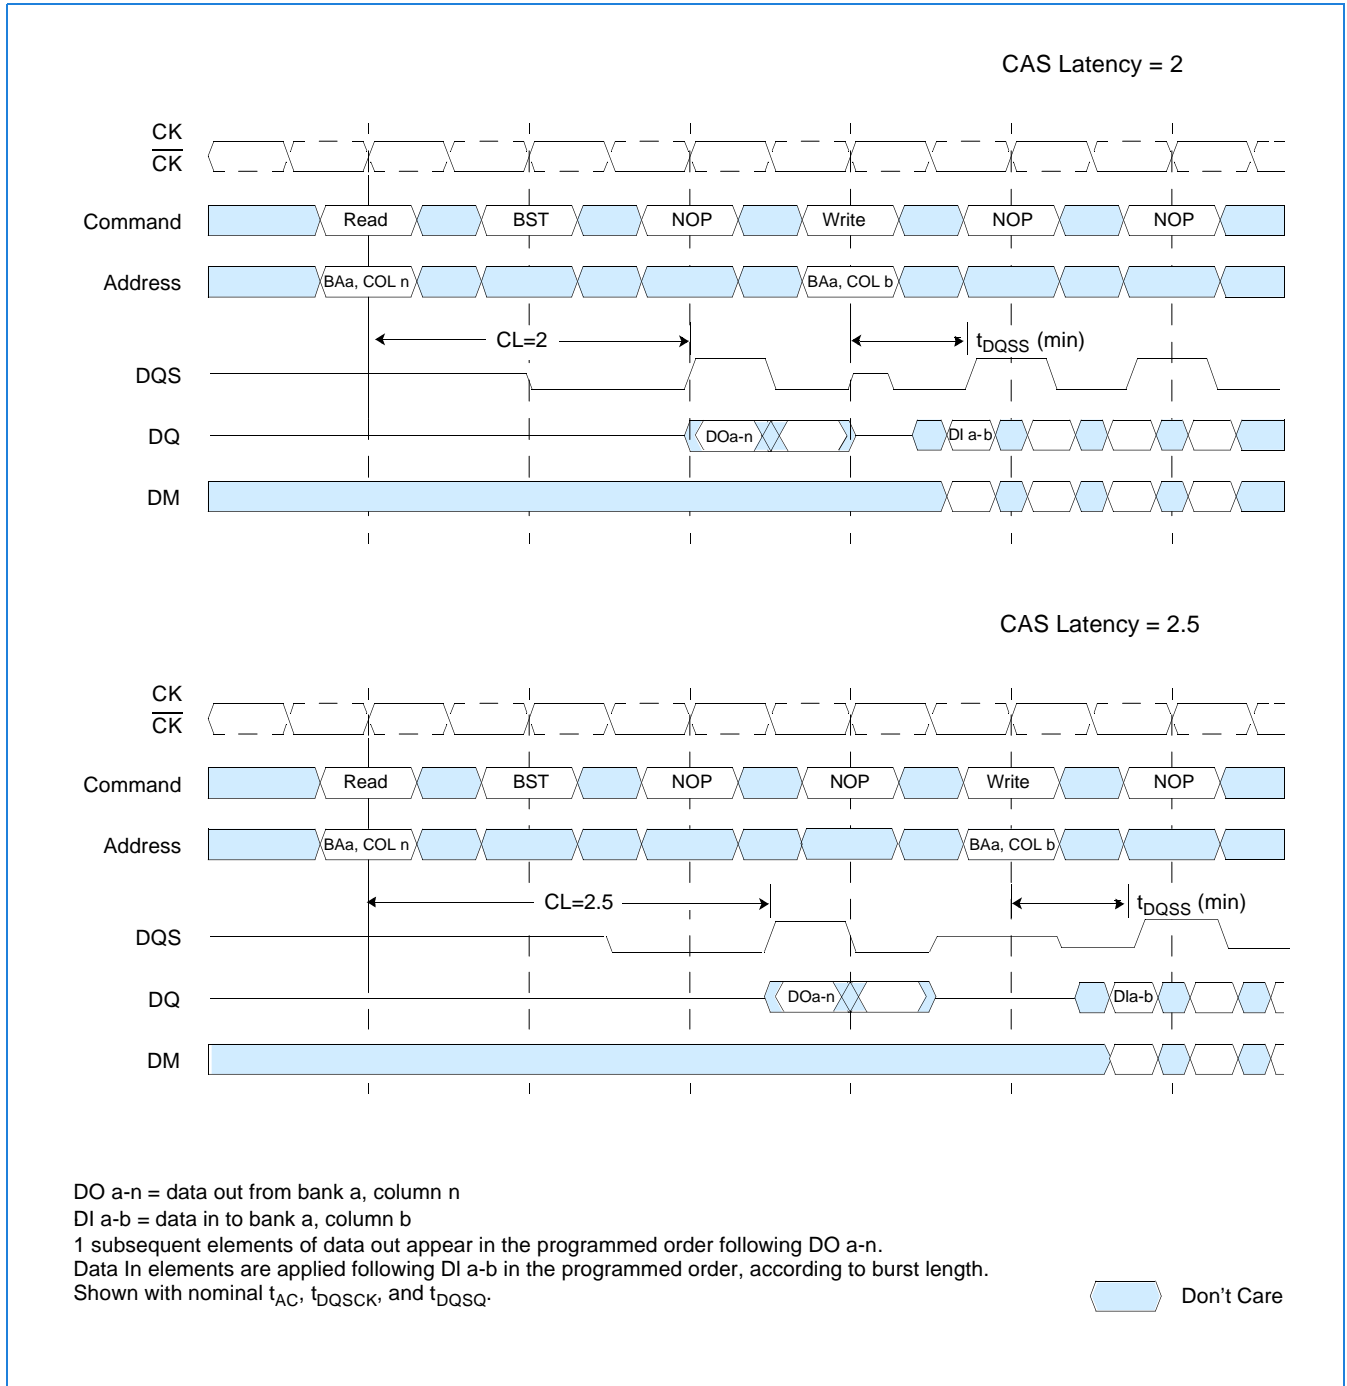 CAS Latency = 2
CK
CK
Command Read BST NOP Write NOP NOP
Address BAa, COL n BAa, COL b
CL=2 tDQSS (min)
DQS
DQ DOa-n DI a-b
DM
CAS Latency = 2.5
CK
CK
Command Read BST NOP NOP Write NOP
Address BAa, COL n BAa, COL b
CL=2.5 tDQSS (min)
DQS
DQ DOa-n DIa-b
DM
DO a-n = data out from bank a, column n
DI a-b = data in to bank a, column b
1 subsequent elements of data out appear in the programmed order following DO a-n.
Data In elements are applied following DI a-b in the programmed order, according to burst length.
Shown with nominal tAC, tDQSCK, and tDQSQ.
Don't Care